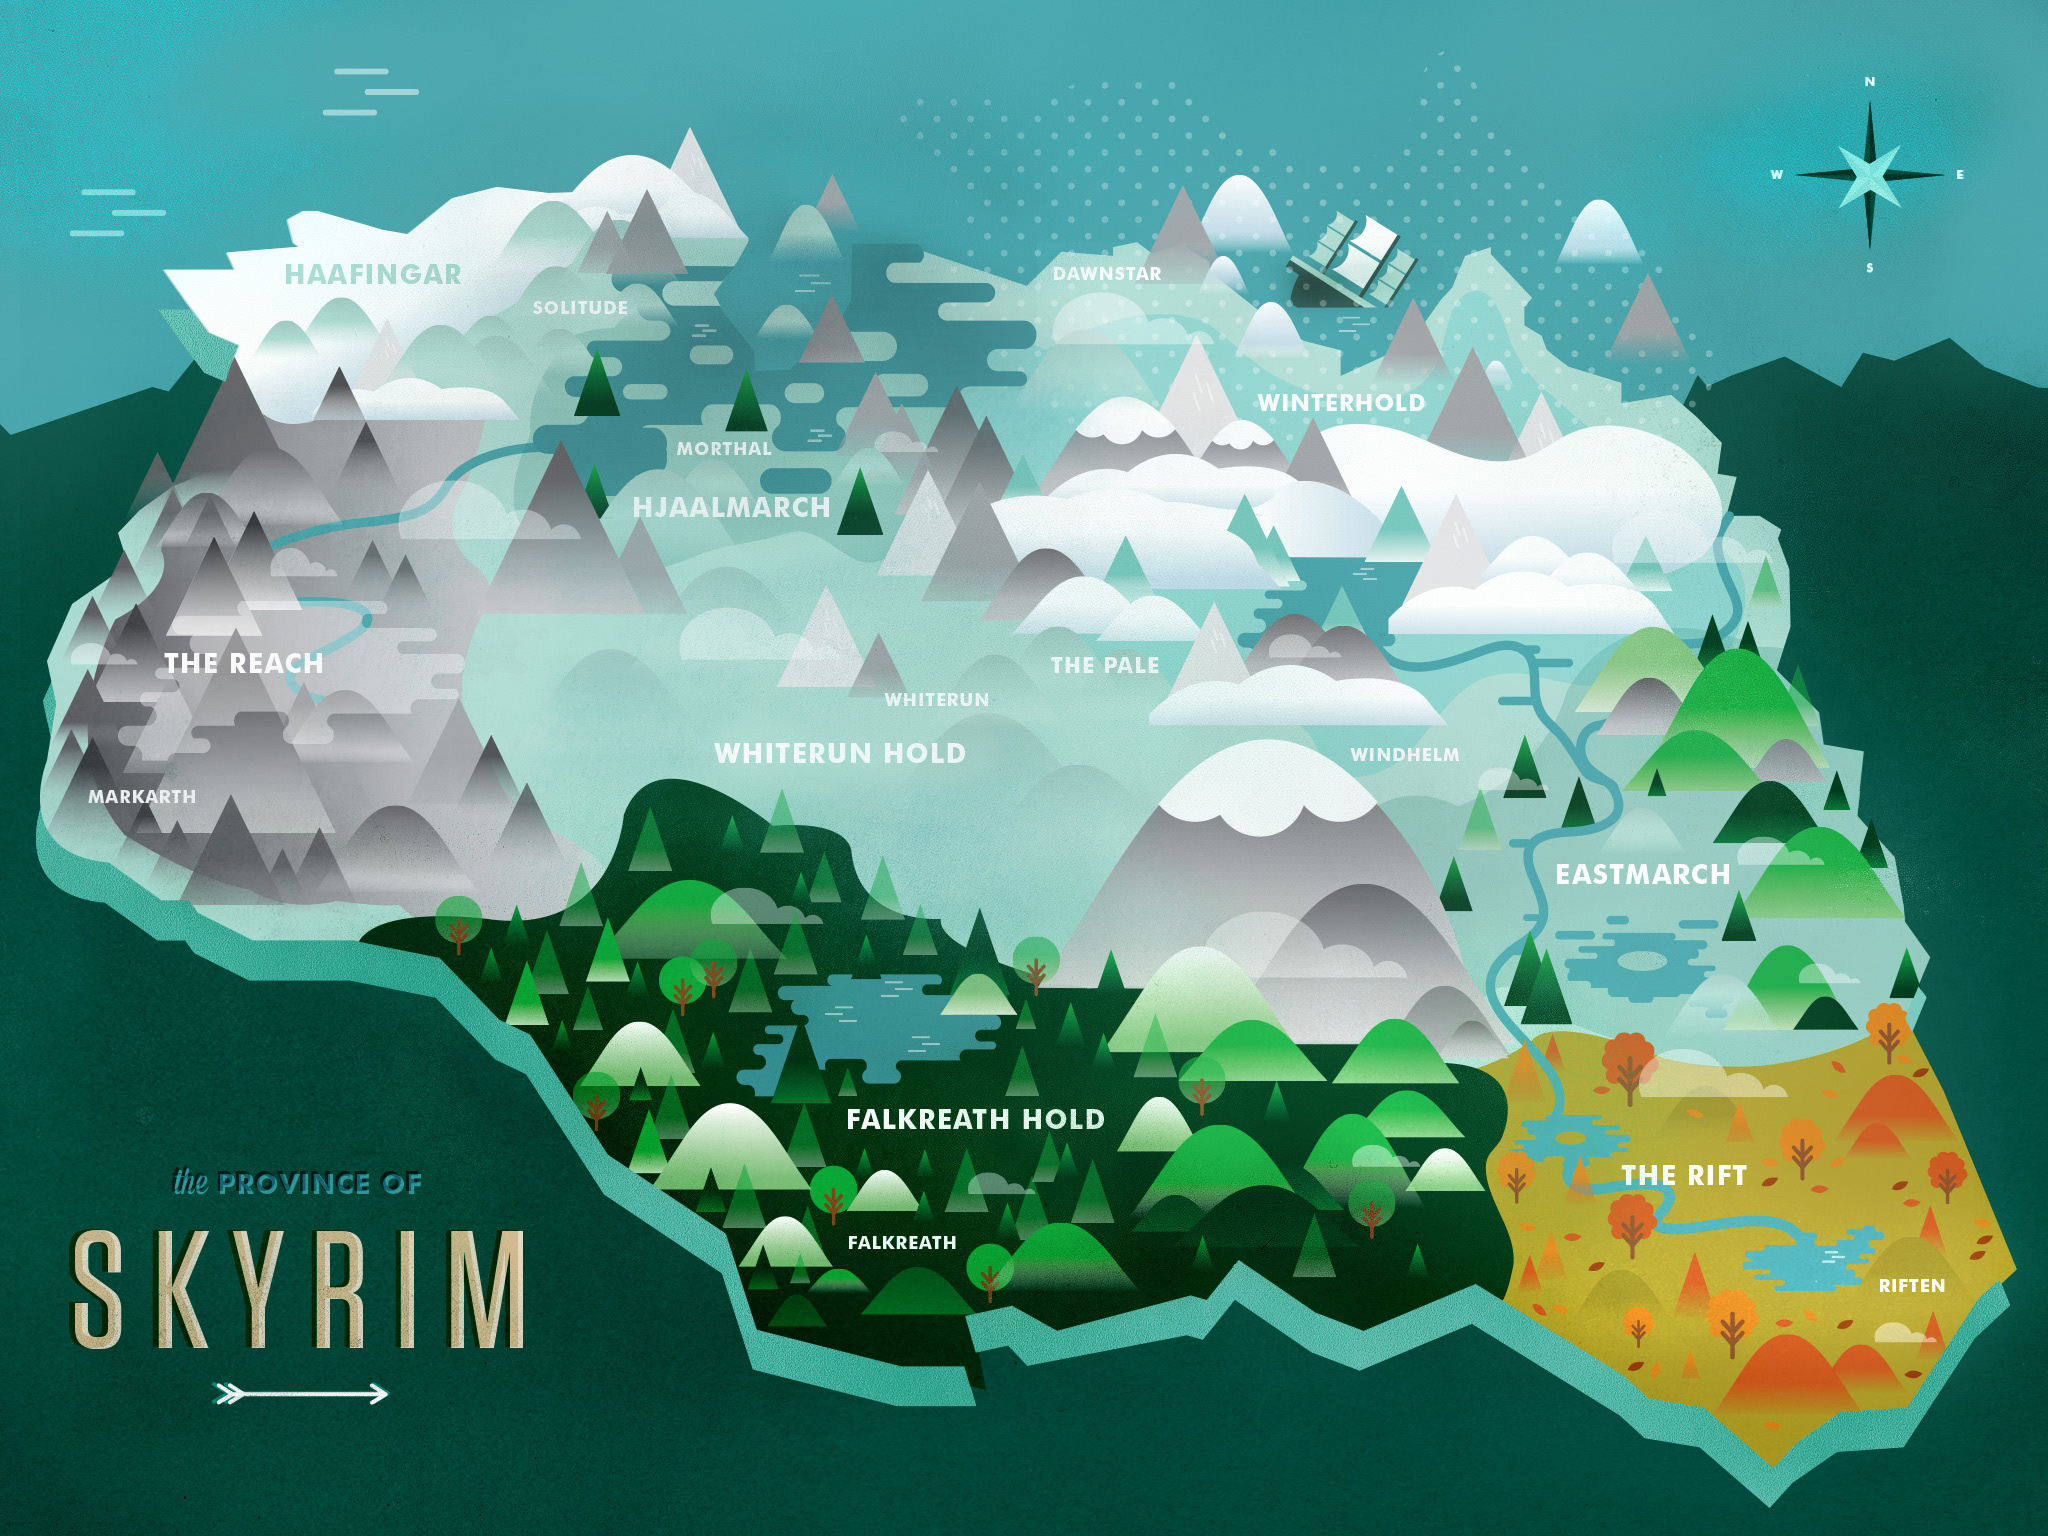 N
W E
S
HAAFINGAR
DAWNSTAR
SOLITUDE
WINTERHOLD
MORTHAL
HJAALMARCH
THE REACH
THE PALE
WHITERUN
WHITERUN HOLD
WINDHELM
MARKARTH
EASTMARCH
FALKREATH HOLD
THE RIFT
the PROVINCE OF
SKYRIM
FALKREATH
RIFTEN